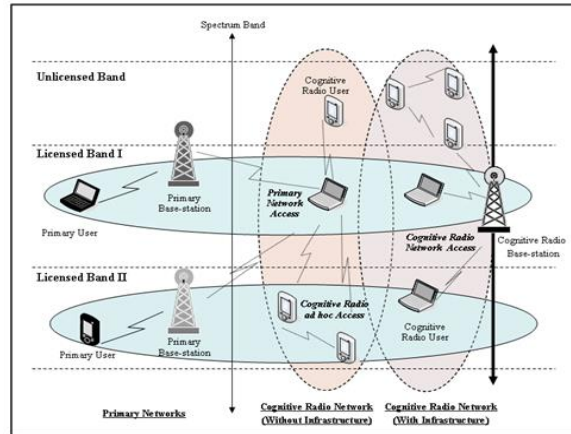 Spectrum Band
Unlicensed Band
Cognitive
Radio User
Licensed Band I
Primary
Base-station
Primary User
Primary
Network
Access
Cognitive Radio
Network Access
Cognitive Radio
Base-station
Licensed Band II
Primary User
Primary
Base-station
Cognitive Radio
ad hoc Access
Cognitive
Radio User
Primary Networks
Cognitive Radio Network
(Without Infrastructure)
Cognitive Radio Network
(With Infrastructure)